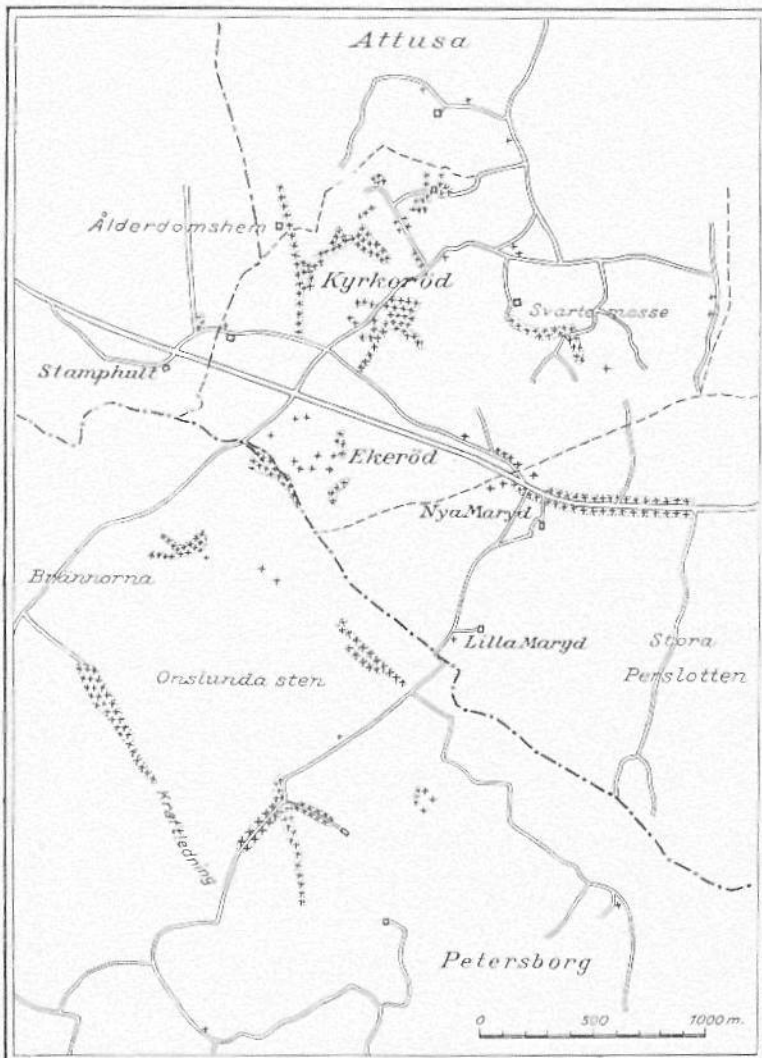 Attusa
Ålderdomshem
Kyrkoröd
Svarta mosse
Stamphult
Ekeröd
Nya Maryd
Brännorna
Lilla Maryd
Stora
Perslotten
Onslunda sten
Kraftledning
Petersborg
0 500 1000 m.